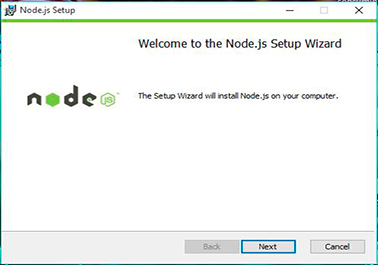 Node.js Setup
Welcome to the Node.js Setup Wizard
node JS
The Setup Wizard will install Node.js on your computer.
Back
Next
Cancel